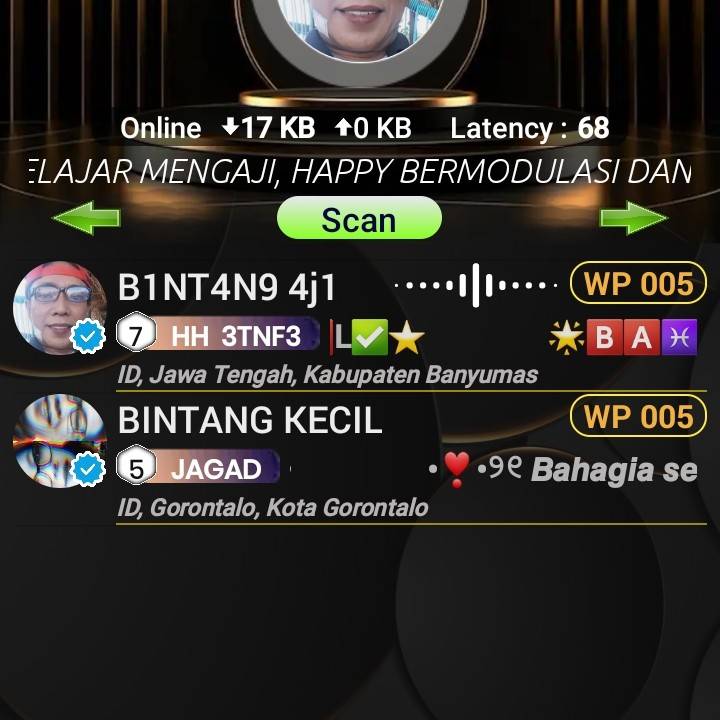 Online 17 KB 0 KB Latency : 68
ELAJAR MENGAJI, HAPPY BERMODULASI DAN
Scan
B1NT4N9 4j1 WP 005
7 HH 3TNF3 L✅⭐ 🌟🅱🅰♓
ID, Jawa Tengah, Kabupaten Banyumas
BINTANG KECIL WP 005
5 JAGAD •❣•୨୧ Bahagia se
ID, Gorontalo, Kota Gorontalo